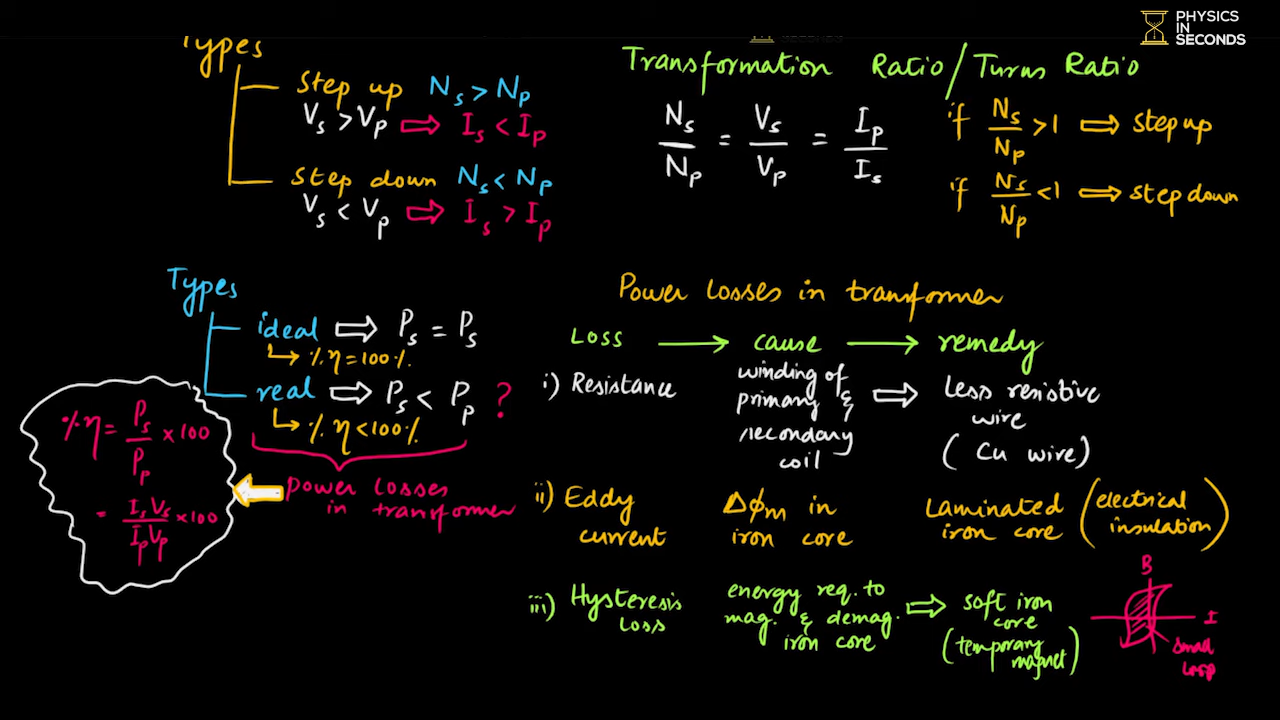 PHYSICS
IN SECONDS
Types
Step up Ns > Np
Vs > Vp ⇒ Is < Ip
Step down Ns < Np
Vs < Vp ⇒ Is > Ip
Transformation Ratio / Turns Ratio
Ns/Np = Vs/Vp = Ip/Is
if Ns/Np > 1 ⇒ step up
if Ns/Np < 1 ⇒ step down
Types
ideal ⇒ Ps = Ps
↳ % η = 100 %
real ⇒ Ps < Pp ?
↳ % η < 100 %
power losses
in transformer
% η = Ps/Pp × 100
= Is Vs/Ip Vp × 100
Power Losses in transformer
Loss → cause → remedy
i) Resistance
winding of
primary &
secondary
coil
⇒ Less resistive
wire
(Cu wire)
ii) Eddy
current
Δφm in
iron core
Laminated
iron core
(electrical
insulation)
iii) Hysteresis
Loss
energy req. to
mag. & demag.
iron core
⇒ soft iron
core
(temporary
magnet)
B
I
small
loop